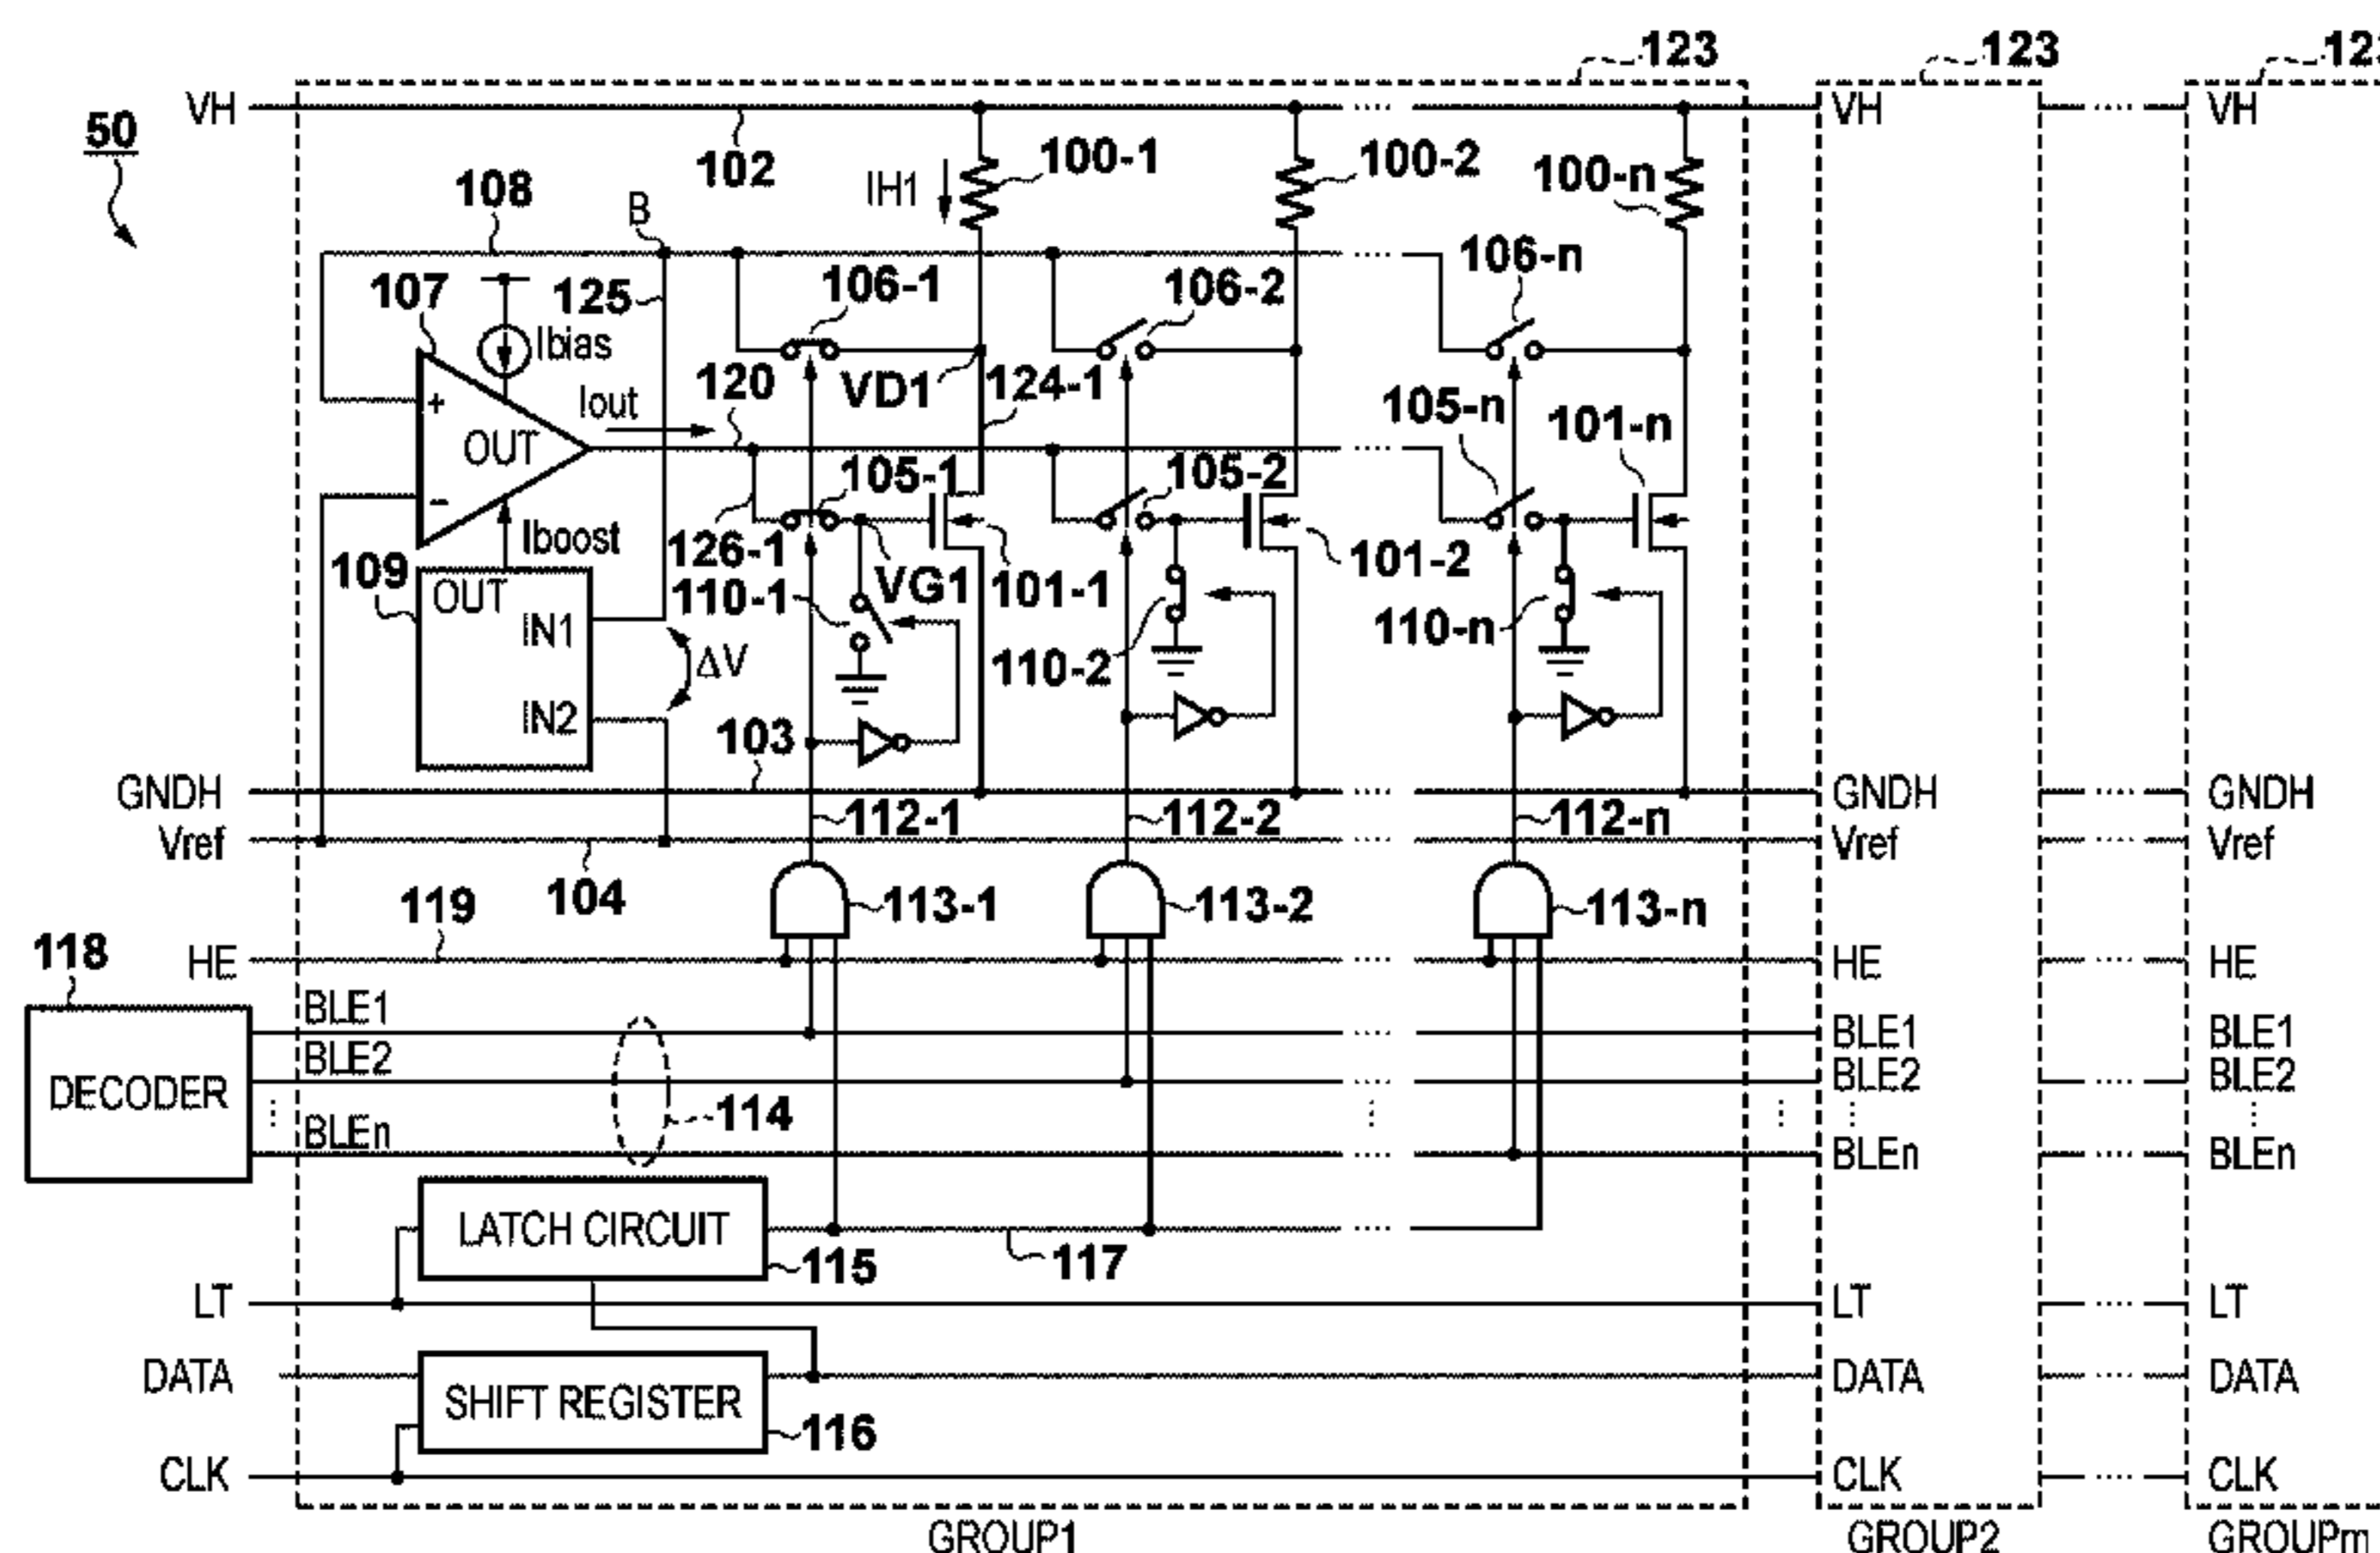 123
123
VH
VH
VH
50
102
100-1
100-2
100-n
IH1
108
B
106-1
106-2
106-n
107
125
Ibias
120
VD1
124-1
Iout
105-n
101-n
+
OUT
-
105-1
105-2
126-1
VG1
101-1
101-2
Iboost
109
OUT
110-1
110-2
110-n
IN1
ΔV
IN2
103
GNDH
GNDH
GNDH
112-1
112-2
112-n
Vref
Vref
Vref
104
119
113-1
113-2
113-n
118
HE
HE
HE
DECODER
BLE1
BLE1
BLE1
BLE2
BLE2
BLE2
114
BLEn
BLEn
BLEn
LATCH CIRCUIT
115
117
LT
LT
LT
DATA
SHIFT REGISTER
DATA
DATA
116
CLK
CLK
CLK
GROUP1
GROUP2
GROUPm